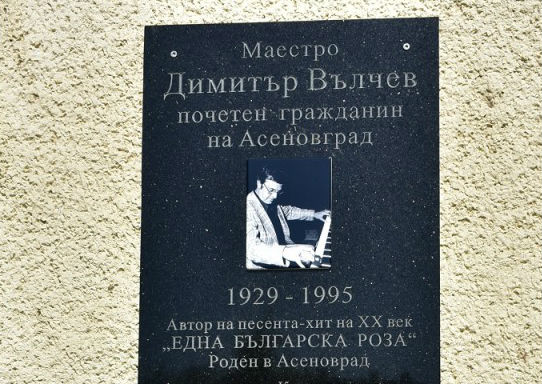 Маестро
Димитър Вълчев
почетен гражданин
на Асеновград
1929 - 1995
Автор на песента-хит на XX век
„ЕДНА БЪЛГАРСКА РОЗА“
Роден в Асеноврад